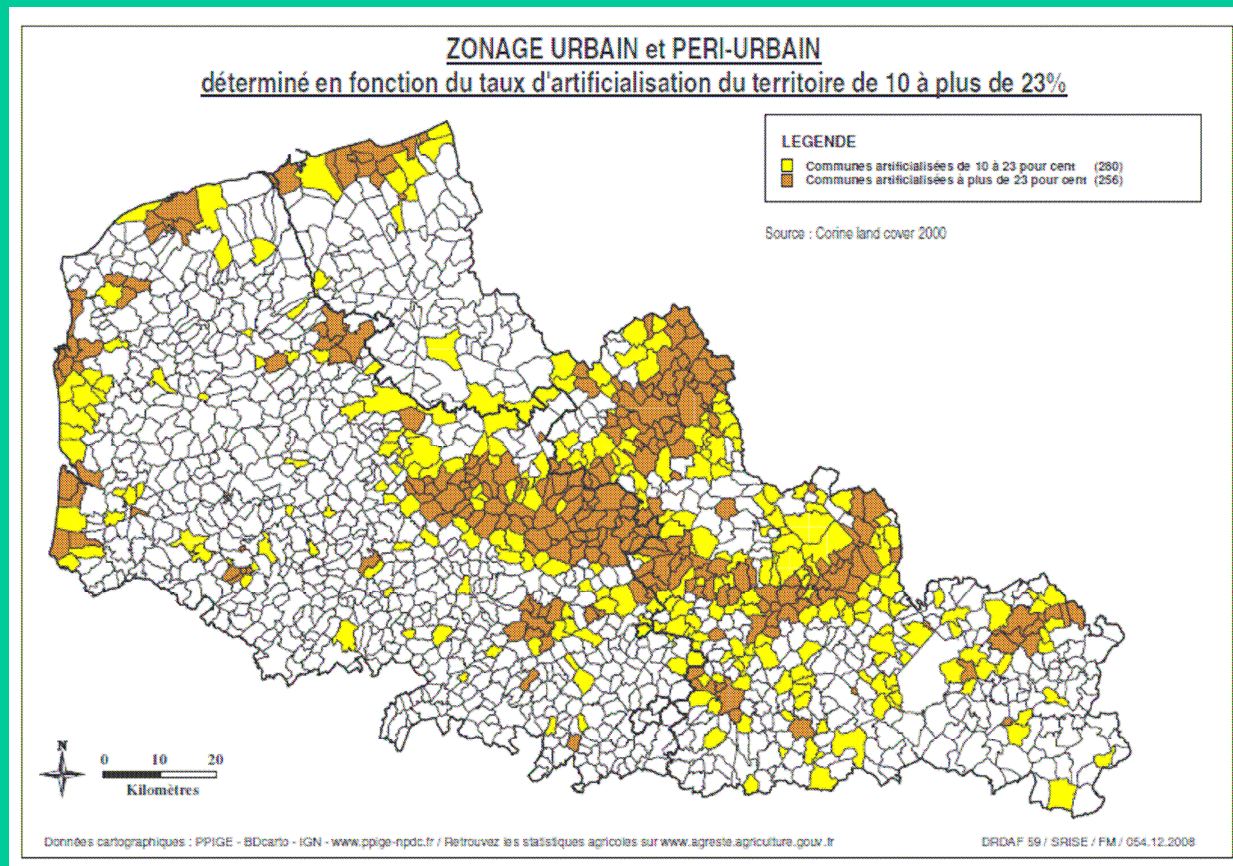 ZONAGE URBAIN et PERI-URBAIN
déterminé en fonction du taux d'artificialisation du territoire de 10 à plus de 23%
LEGENDE
Communes artificialisées de 10 à 23 pour cent (280)
Communes artificialisées à plus de 23 pour cent (256)
Source : Corine land cover 2000
N
0 10 20
Kilomètres
Données cartographiques : PPIGE - BDcarto - IGN - www.ppige-npdc.fr / Retrouvez les statistiques agricoles sur www.agreste.agriculture.gouv.fr
DRDAF 59 / SRISE / FM / 054.12.2008